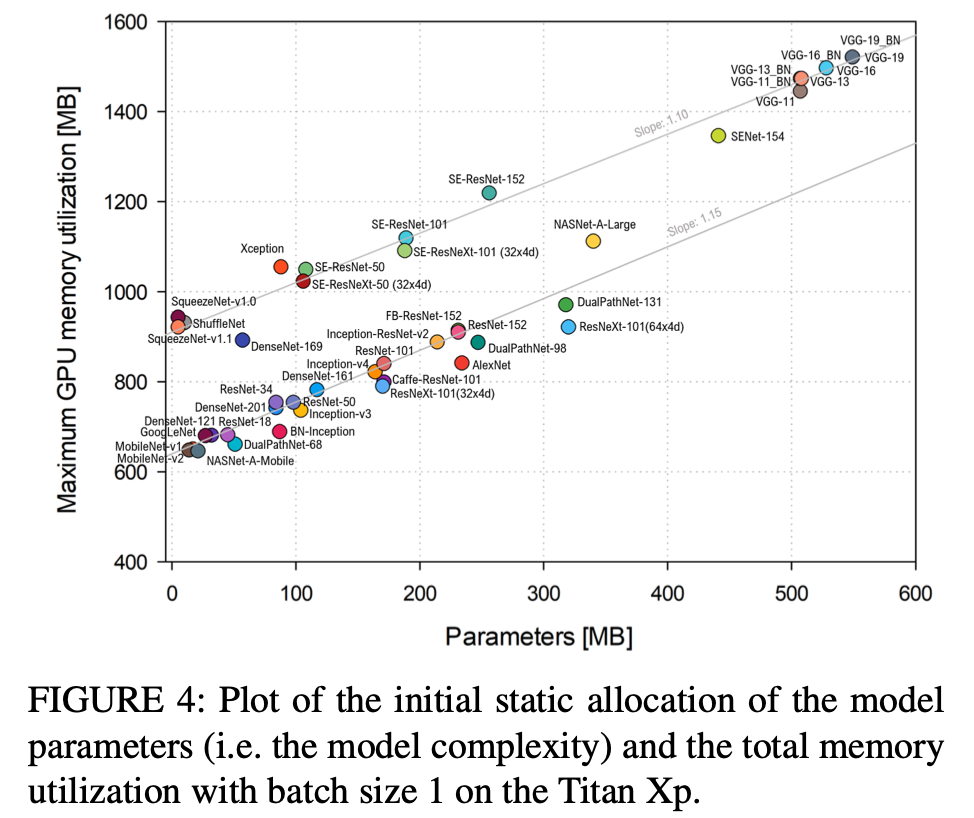 1600
1400
1200
1000
800
600
400
Maximum GPU memory utilization [MB]
VGG-19_BN
VGG-16_BN
VGG-19
VGG-13_BN
VGG-16
VGG-11_BN
VGG-13
VGG-11
Slope: 1.10
SENet-154
SE-ResNet-152
Slope: 1.15
SE-ResNet-101
NASNet-A-Large
Xception
SE-ResNeXt-101 (32x4d)
SE-ResNet-50
SE-ResNeXt-50 (32x4d)
SqueezeNet-v1.0
DualPathNet-131
ShuffleNet
FB-ResNet-152
ResNet-152
ResNeXt-101(64x4d)
SqueezeNet-v1.1
Inception-ResNet-v2
DenseNet-169
ResNet-101
DualPathNet-98
Inception-v4
AlexNet
DenseNet-161
Caffe-ResNet-101
ResNet-34
ResNeXt-101(32x4d)
DenseNet-201
ResNet-50
Inception-v3
DenseNet-121
ResNet-18
GoogLeNet
BN-Inception
MobileNet-v1
DualPathNet-68
MobileNet-v2
NASNet-A-Mobile
0 100 200 300 400 500 600
Parameters [MB]
FIGURE 4: Plot of the initial static allocation of the model
parameters (i.e. the model complexity) and the total memory
utilization with batch size 1 on the Titan Xp.